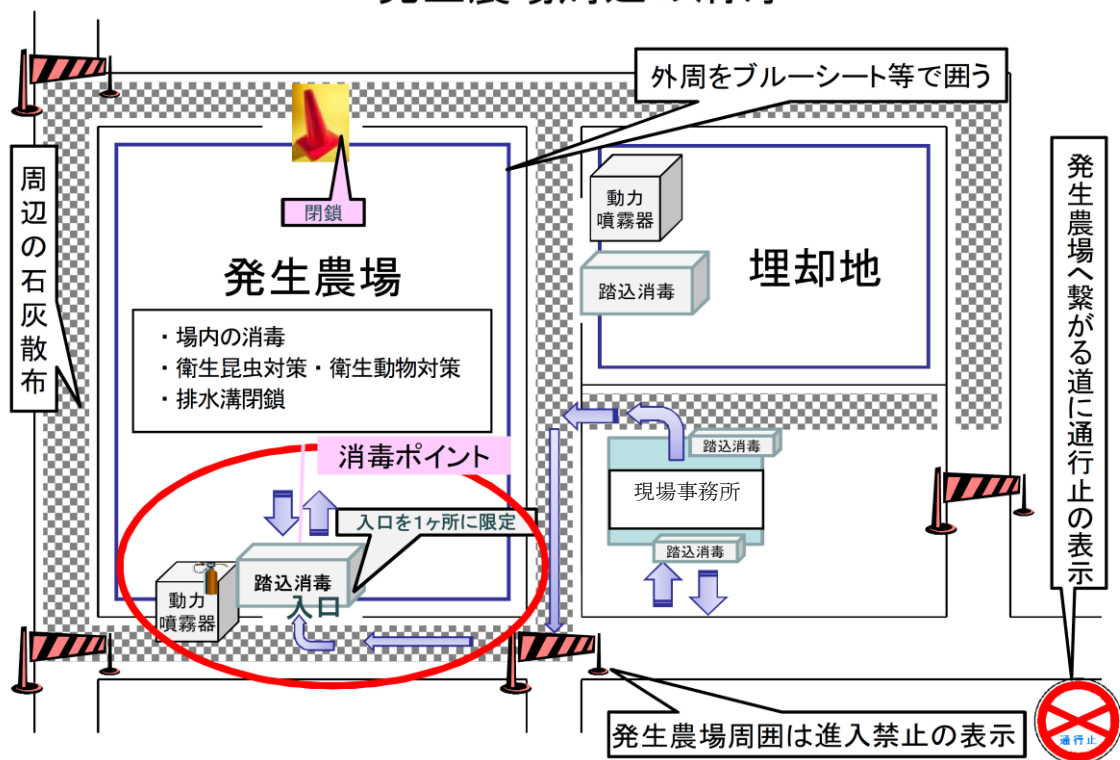 外周をブルーシート等で囲う
周辺の石灰散布
閉鎖
発生農場
・場内の消毒
・衛生昆虫対策・衛生動物対策
・排水溝閉鎖
動力
噴霧器
踏込消毒
埋却地
発生農場へ繋がる道に通行止の表示
消毒ポイント
入口を1ヶ所に限定
踏込消毒
入口
動力
噴霧器
踏込消毒
現場事務所
踏込消毒
発生農場周囲は進入禁止の表示
通行止